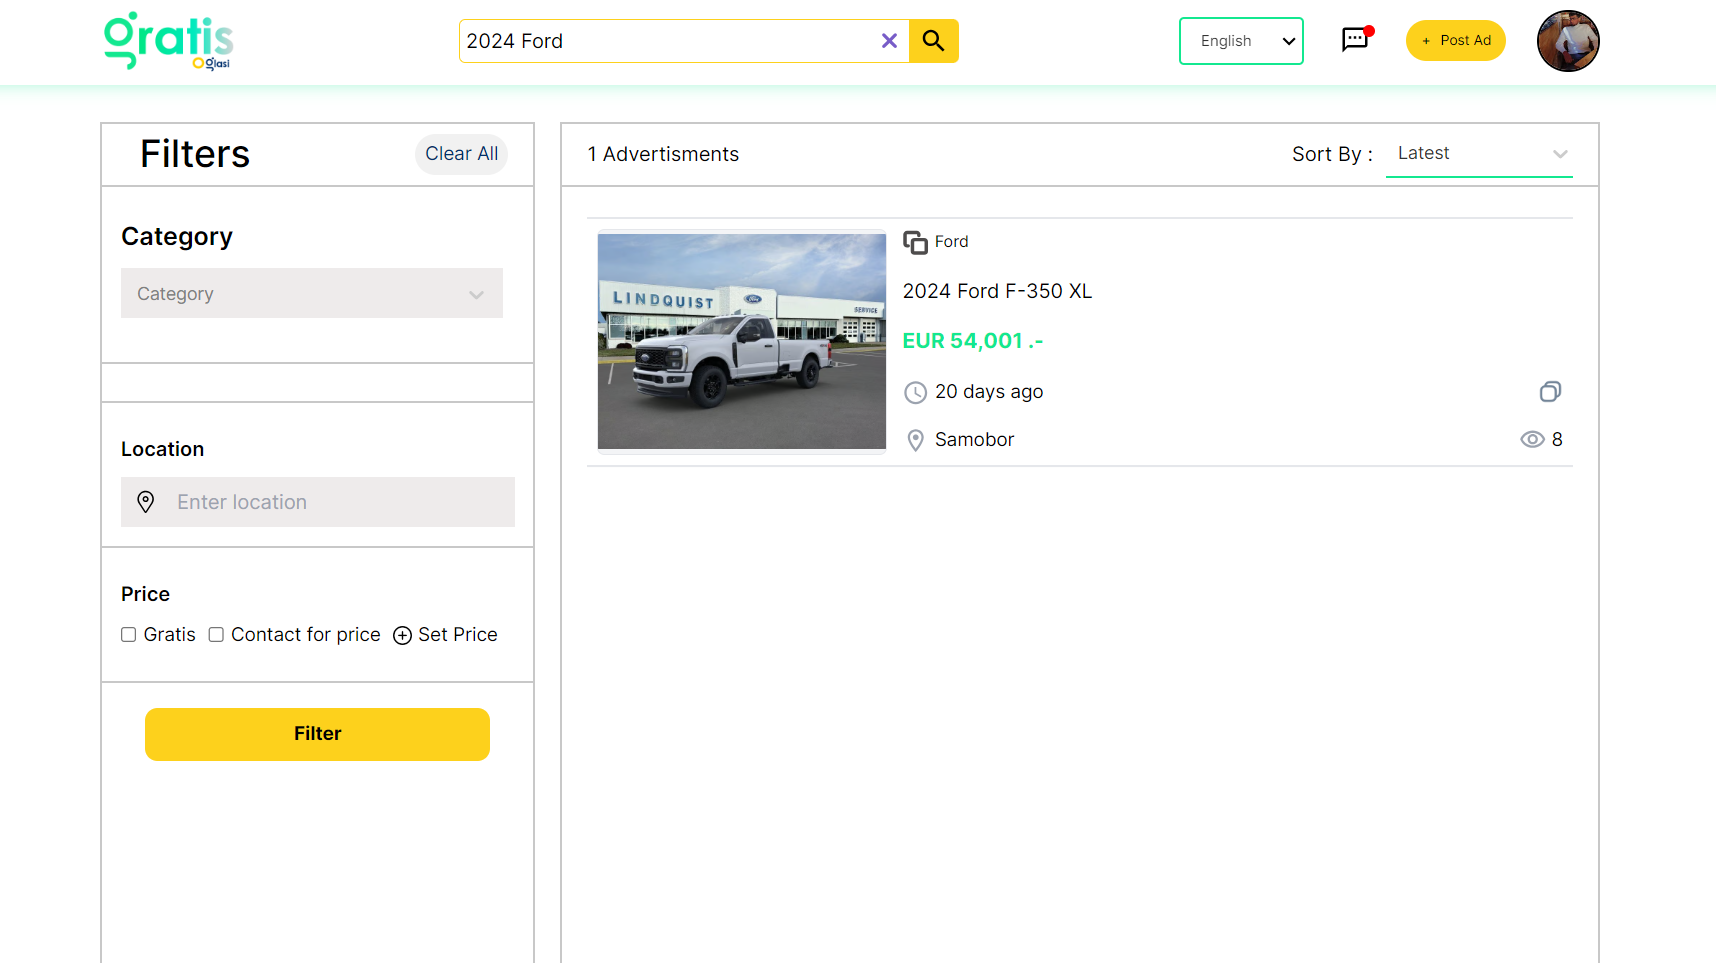 gratis
Oglasi
2024 Ford
English
+ Post Ad
Filters
Clear All
Category
Category
Location
Enter location
Price
Gratis
Contact for price
Set Price
Filter
1 Advertisments
Sort By :
Latest
LINDQUIST
Ford
SERVICE
Ford
2024 Ford F-350 XL
EUR 54,001 .-
20 days ago
Samobor
8